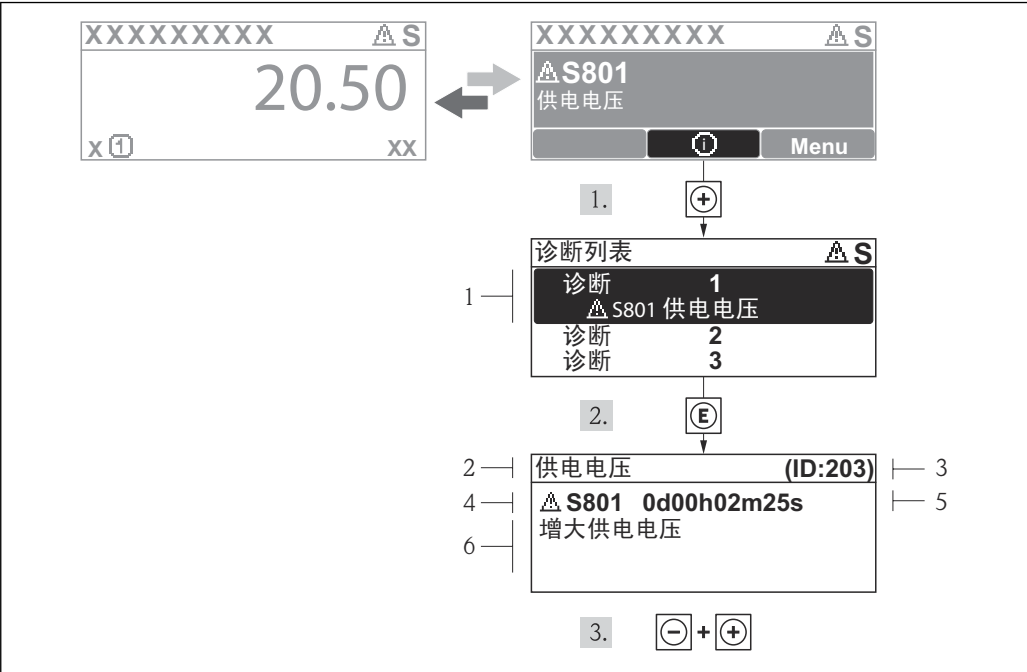 XXXXXXXXX ⚠ S
20.50
X ① XX
XXXXXXXXX ⚠ S
⚠ S801
供电电压
ⓘ Menu
1. +
诊断列表 ⚠ S
1
诊断 1
⚠ S801 供电电压
诊断 2
诊断 3
2. E
2 供电电压 (ID:203) 3
4 ⚠ S801 0d00h02m25s 5
6 增大供电电压
3. - + +